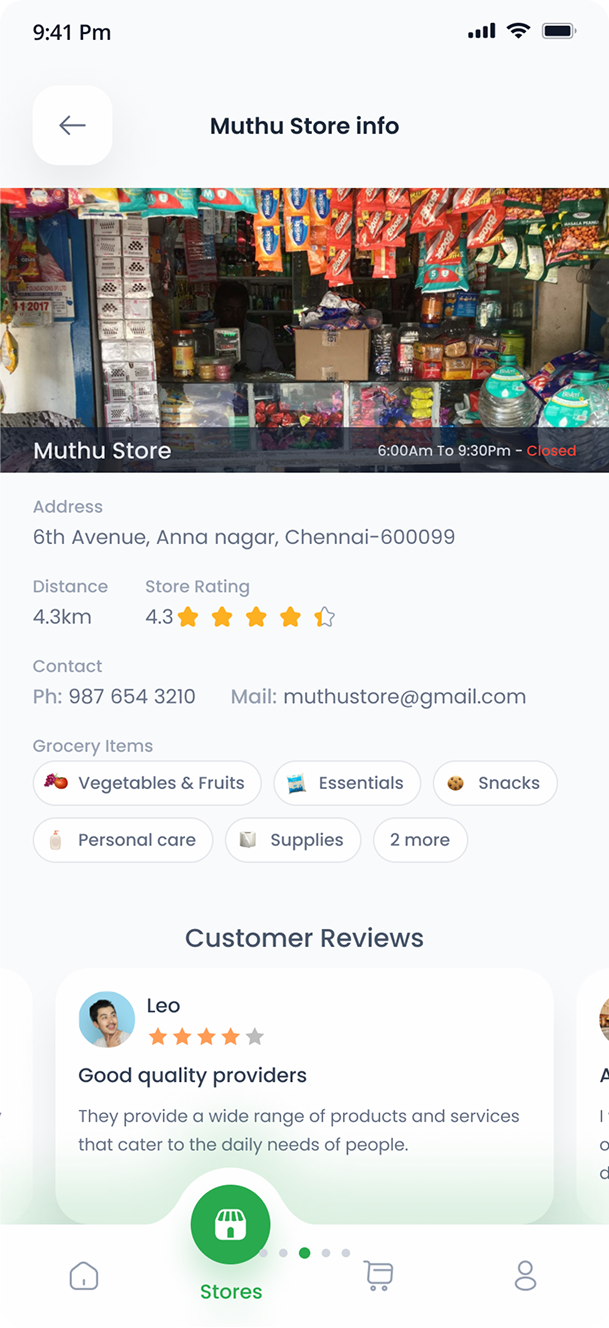 9:41 Pm
Muthu Store info
11 2017
Muthu Store
6:00Am To 9:30Pm - Closed
Address
6th Avenue, Anna nagar, Chennai-600099
Distance
Store Rating
4.3km
4.3
Contact
Ph: 987 654 3210
Mail: muthustore@gmail.com
Grocery Items
Vegetables & Fruits
Essentials
Snacks
Personal care
Supplies
2 more
Customer Reviews
Leo
Good quality providers
They provide a wide range of products and services
that cater to the daily needs of people.
Stores